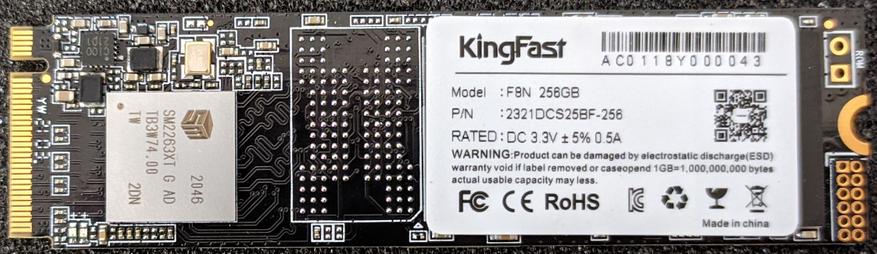 KingFast
AC0118Y000043
Model :F8N 256GB
P/N :2321DCS25BF-256
RATED:DC 3.3V ± 5% 0.5A
WARNING:Product can be damaged by electrostatic discharge(ESD)
warranty void if label removed or caseopend 1GB=1,000,000,000 bytes
actual usable capacity may less.
FC CE RoHS
Made in china
SM2263XT G AD
TB3W74.00
TW
2046
2DN
YW